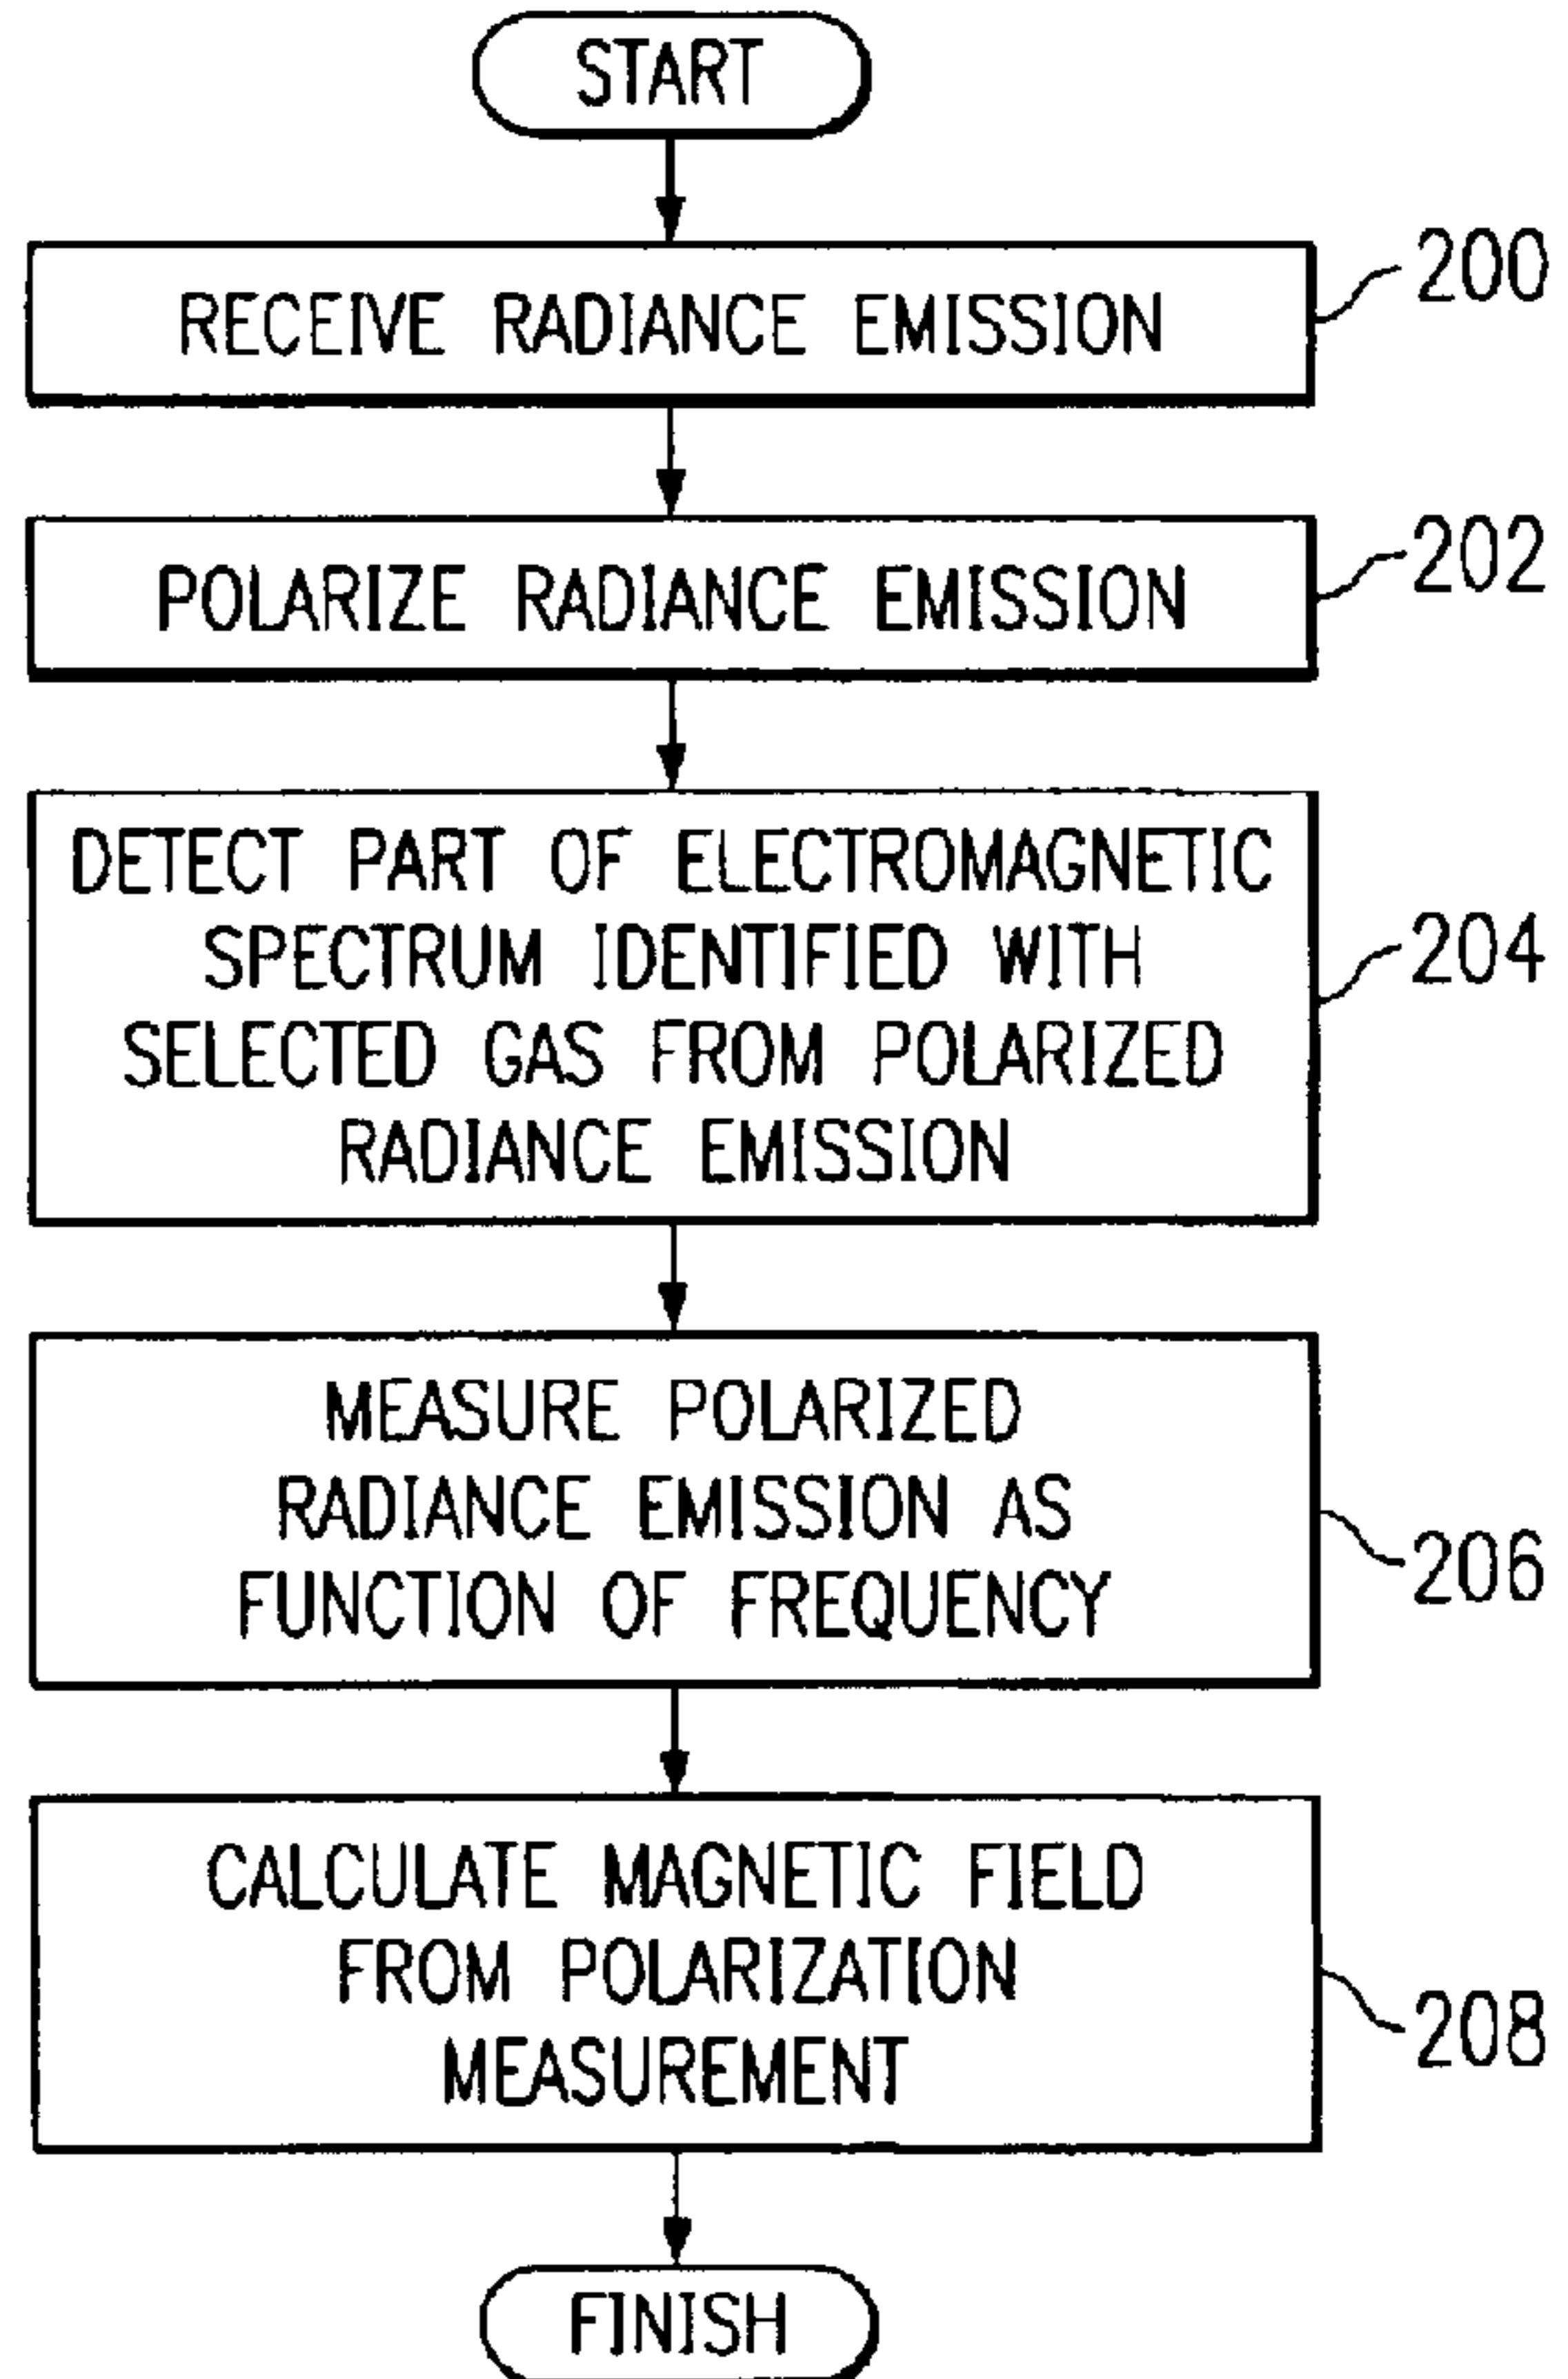 START
RECEIVE RADIANCE EMISSION
200
POLARIZE RADIANCE EMISSION
202
DETECT PART OF ELECTROMAGNETIC
SPECTRUM IDENTIFIED WITH
SELECTED GAS FROM POLARIZED
RADIANCE EMISSION
204
MEASURE POLARIZED
RADIANCE EMISSION AS
FUNCTION OF FREQUENCY
206
CALCULATE MAGNETIC FIELD
FROM POLARIZATION
MEASUREMENT
208
FINISH